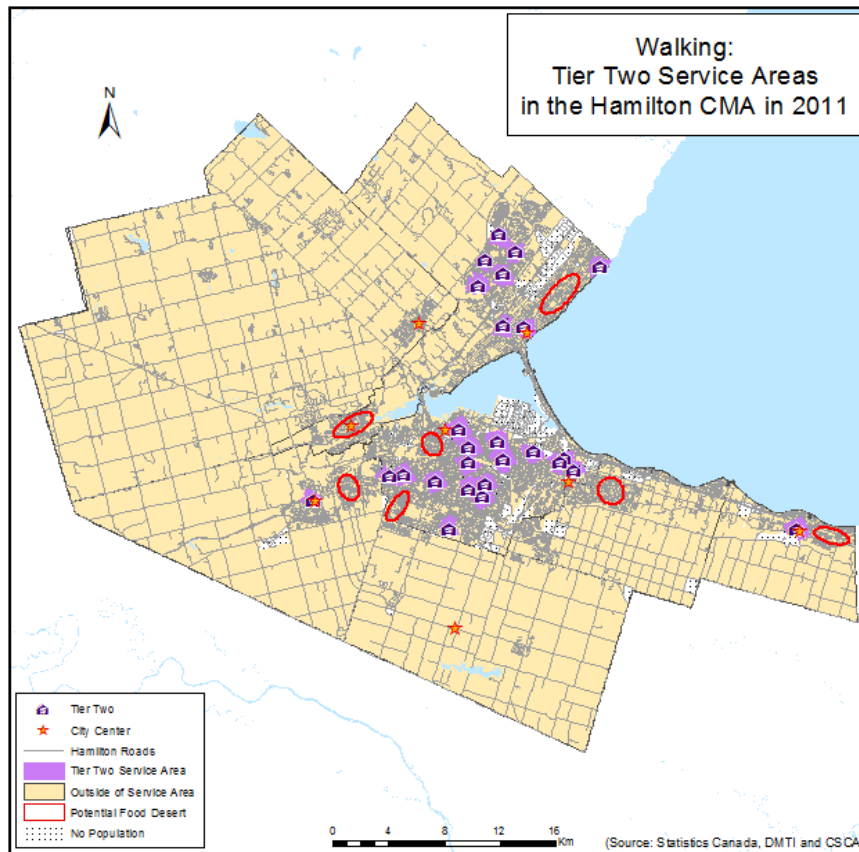 Walking:
Tier Two Service Areas
in the Hamilton CMA in 2011
N
Tier Two
City Center
Hamilton Roads
Tier Two Service Area
Outside of Service Area
Potential Food Desert
No Population
0 4 8 12 16
Km
(Source: Statistics Canada, DMTI and CSCA